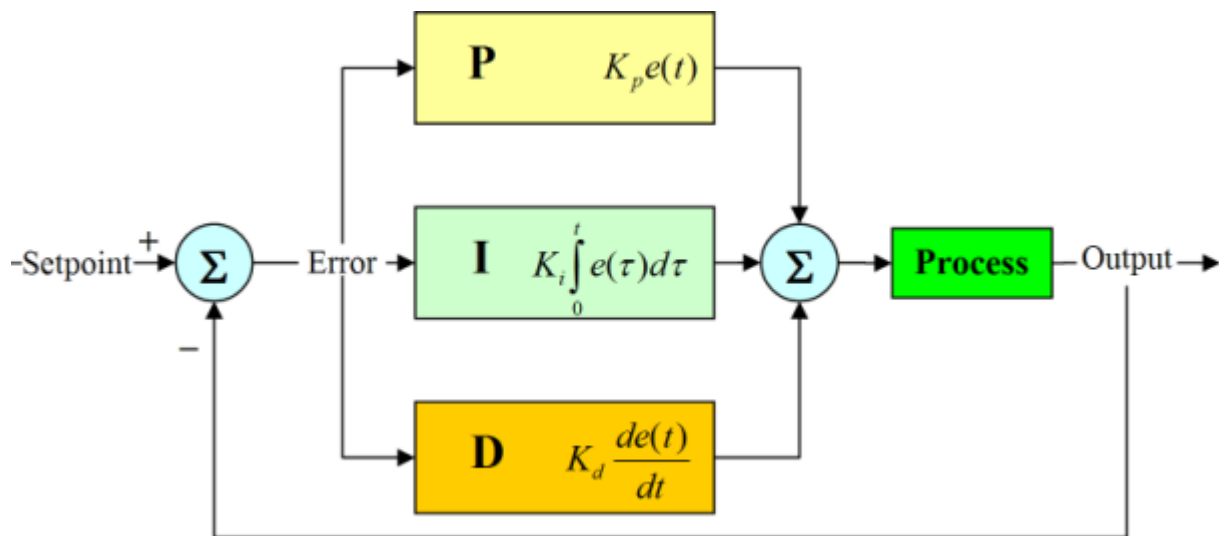 P K_p e(t)
Setpoint + Σ Error I K_i ∫_0^t e(τ)dτ Σ Process Output
−
D K_d de(t)/dt